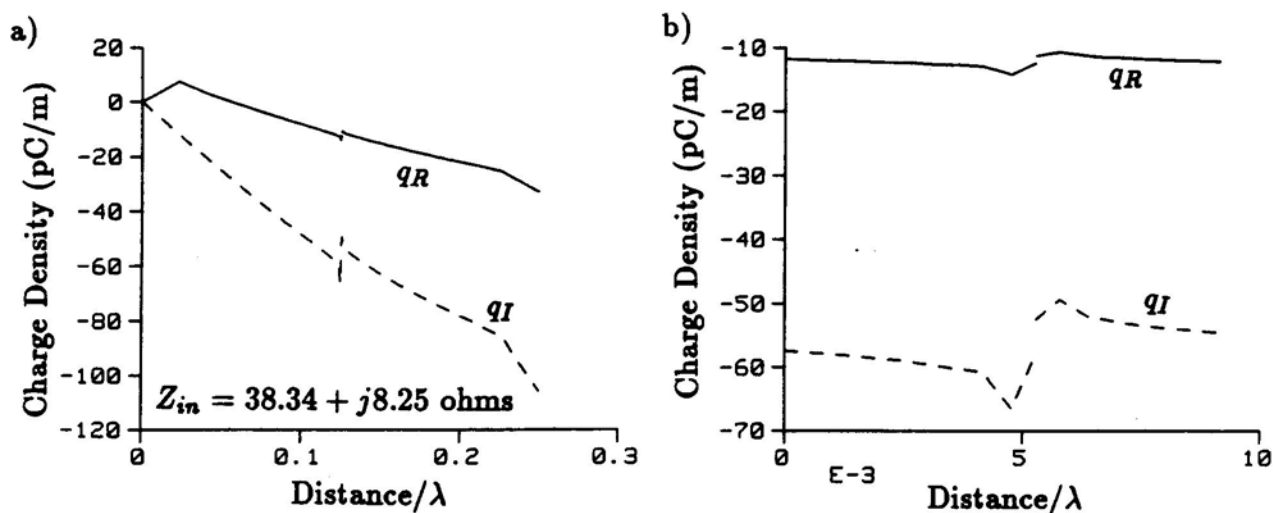 a)
Charge Density (pC/m)
20
0
-20
-40
-60
-80
-100
-120
qR
qI
Zin = 38.34 + j8.25 ohms
0
0.1
0.2
0.3
Distance/λ
b)
Charge Density (pC/m)
-10
-20
-30
-40
-50
-70
qR
qI
0
5
10
E-3
Distance/λ